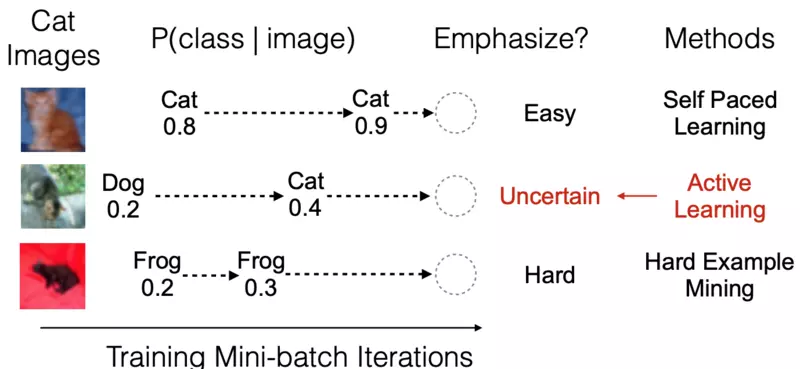 Cat Images P(class | image) Emphasize? Methods
Cat 0.8 Cat 0.9 Easy Self Paced Learning
Dog 0.2 Cat 0.4 Uncertain Active Learning
Frog 0.2 Frog 0.3 Hard Hard Example Mining
Training Mini-batch Iterations